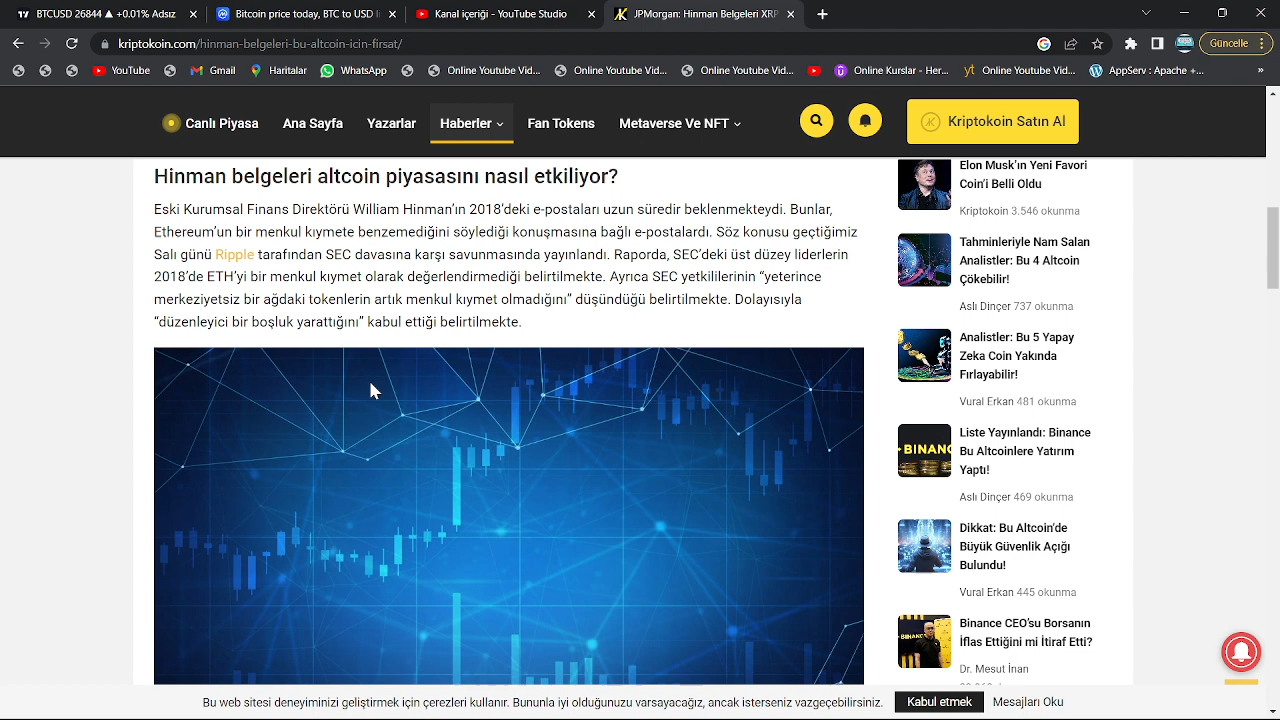 BTCUSD 26844 ▲ +0.01% Adsız
Bitcoin price today, BTC to USD li
Kanal içeriği - YouTube Studio
JPMorgan: Hinman Belgeleri XRP
kriptokoin.com/hinman-belgeleri-bu-altcoin-icin-firsat/
Güncelle
YouTube
Gmail
Haritalar
WhatsApp
Online Youtube Vid...
Online Youtube Vid...
Online Youtube Vid...
Online Kurslar - Her...
yt Online Youtube Vid...
AppServ : Apache +...
Canlı Piyasa
Ana Sayfa
Yazarlar
Haberler
Fan Tokens
Metaverse Ve NFT
Kriptokoin Satın Al
Hinman belgeleri altcoin piyasasını nasıl etkiliyor?
Eski Kurumsal Finans Direktörü William Hinman’ın 2018’deki e-postaları uzun süredir beklenmekteydi. Bunlar,
Ethereum’un bir menkul kıymete benzemediğini söylediği konuşmasına bağlı e-postalardı. Söz konusu geçtiğimiz
Salı günü Ripple tarafından SEC davasına karşı savunmasında yayınlandı. Raporda, SEC’deki üst düzey liderlerin
2018’de ETH’yi bir menkul kıymet olarak değerlendirmediği belirtilmekte. Ayrıca SEC yetkililerinin “yeterince
merkeziyetsiz bir ağdaki tokenlerin artık menkul kıymet olmadığını” düşündüğü belirtilmekte. Dolayısıyla
“düzenleyici bir boşluk yarattığını” kabul ettiği belirtilmekte.
Elon Musk’ın Yeni Favori
Coin’i Belli Oldu
Kriptokoin 3.546 okunma
Tahminleriyle Nam Salan
Analistler: Bu 4 Altcoin
Çökebilir!
Aslı Dinçer 737 okunma
Analistler: Bu 5 Yapay
Zeka Coin Yakında
Fırlayabilir!
Vural Erkan 481 okunma
BINANC
Liste Yayınlandı: Binance
Bu Altcoinlere Yatırım
Yaptı!
Aslı Dinçer 469 okunma
Dikkat: Bu Altcoin’de
Büyük Güvenlik Açığı
Bulundu!
Vural Erkan 445 okunma
Binance CEO’su Borsanın
İflas Ettiğini mi İtiraf Etti?
Dr. Mesut İnan
Bu web deneyiminizi geliştirmek için çerezleri kullanır. Bununla iyi olduğunuzu varsayacağız, ancak isterseniz vazgeçebilirsiniz.
Kabul etmek
Mesajları Oku